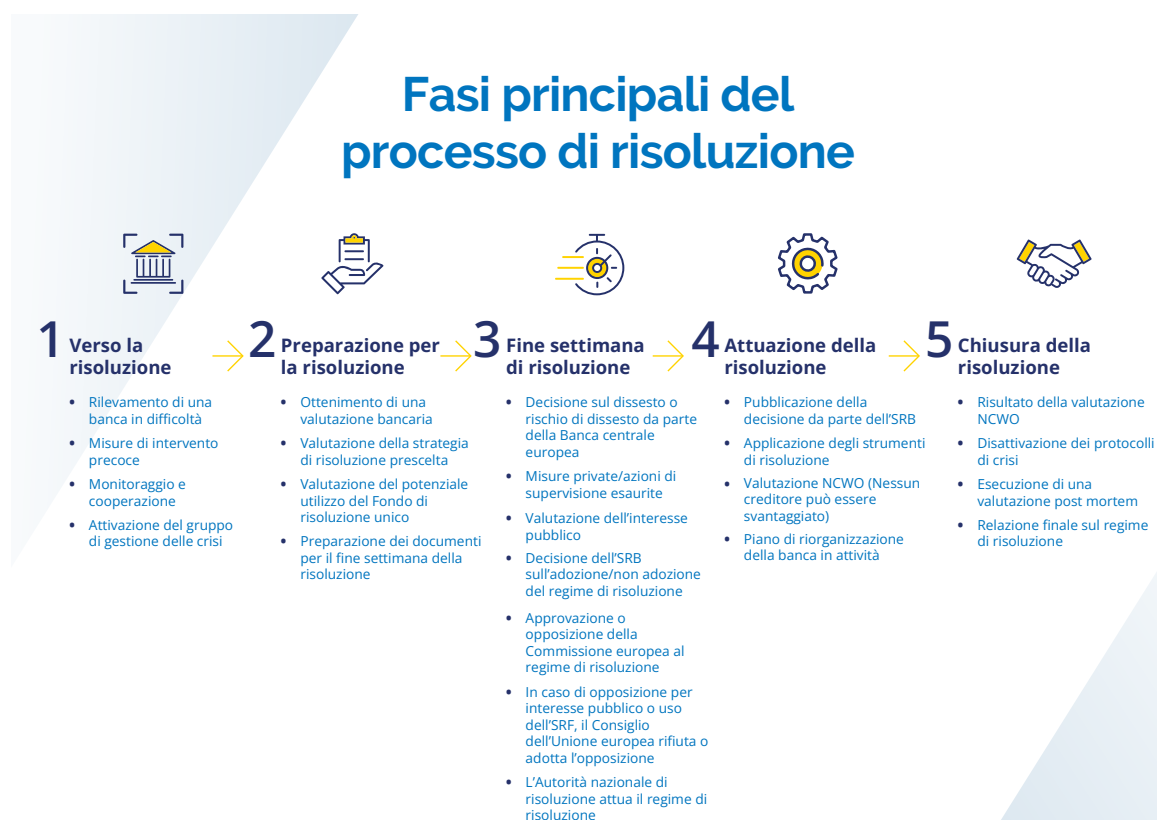 Fasi principali del
processo di risoluzione
1 Verso la
risoluzione
• Rilevamento di una
banca in difficoltà
• Misure di intervento
precoce
• Monitoraggio e
cooperazione
• Attivazione del gruppo
di gestione delle crisi
2 Preparazione per
la risoluzione
• Ottenimento di una
valutazione bancaria
• Valutazione della strategia
di risoluzione prescelta
• Valutazione del potenziale
utilizzo del Fondo di
risoluzione unico
• Preparazione dei documenti
per il fine settimana della
risoluzione
3 Fine settimana
di risoluzione
• Decisione sul dissesto o
rischio di dissesto da parte
della Banca centrale
europea
• Misure private/azioni di
supervisione esaurite
• Valutazione dell’interesse
pubblico
• Decisione dell’SRB
sull’adozione/non adozione
del regime di risoluzione
• Approvazione o
opposizione della
Commissione europea al
regime di risoluzione
• In caso di opposizione per
interesse pubblico o uso
dell’SRF, il Consiglio
dell’Unione europea rifiuta o
adotta l’opposizione
• L’Autorità nazionale di
risoluzione attua il regime di
risoluzione
4 Attuazione della
risoluzione
• Pubblicazione della
decisione da parte dell’SRB
• Applicazione degli strumenti
di risoluzione
• Valutazione NCWO (Nessun
creditore può essere
svantaggiato)
• Piano di riorganizzazione
della banca in attività
5 Chiusura della
risoluzione
• Risultato della valutazione
NCWO
• Disattivazione dei protocolli
di crisi
• Esecuzione di una
valutazione post mortem
• Relazione finale sul regime
di risoluzione